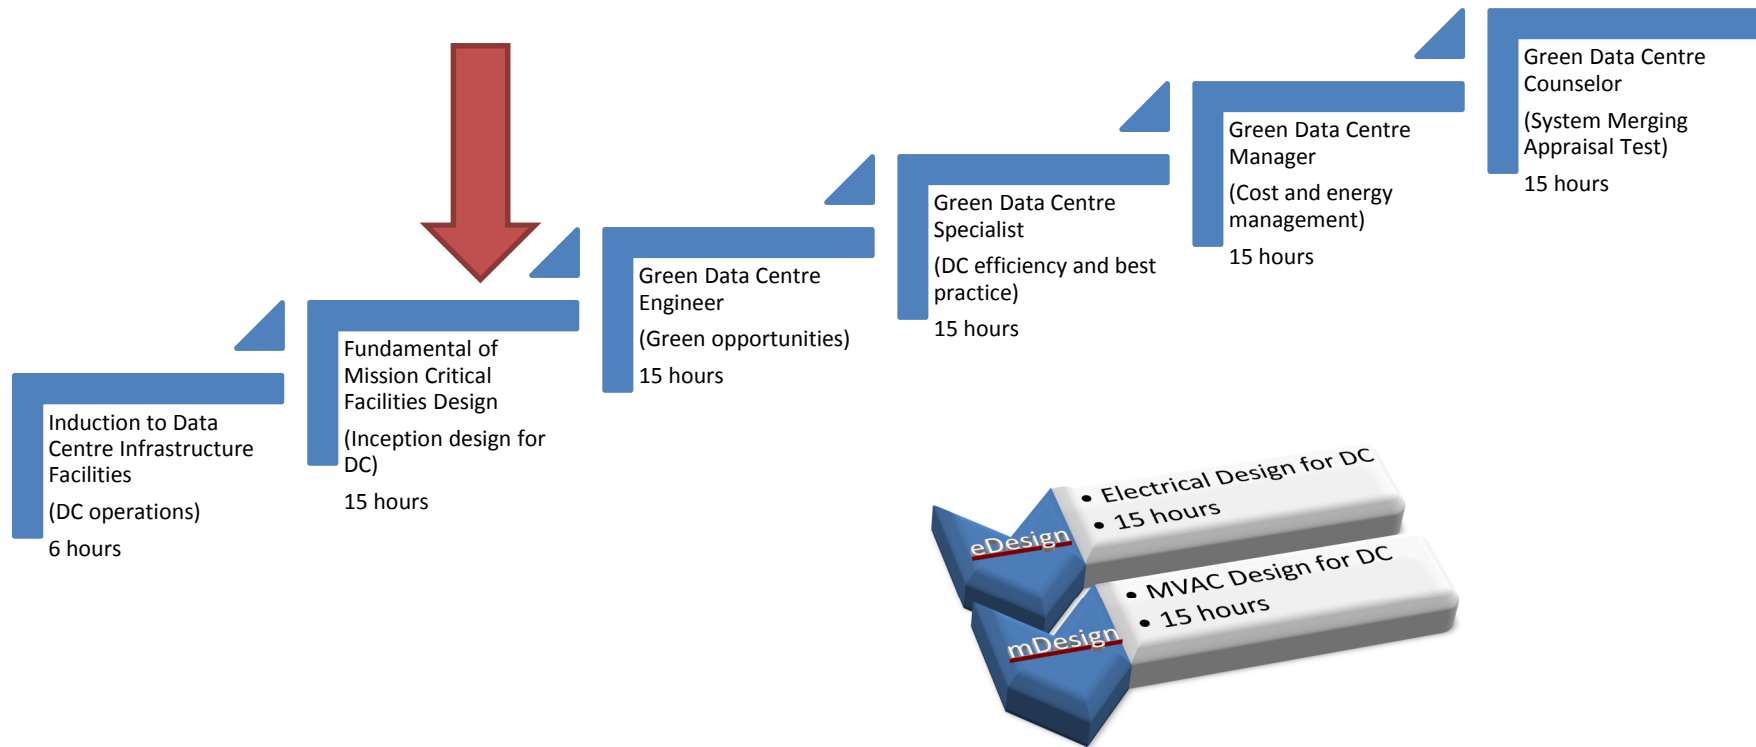 Induction to Data
Centre Infrastructure
Facilities
(DC operations)
6 hours
Fundamental of
Mission Critical
Facilities Design
(Inception design for
DC)
15 hours
Green Data Centre
Engineer
(Green opportunities)
15 hours
Green Data Centre
Specialist
(DC efficiency and best
practice)
15 hours
Green Data Centre
Manager
(Cost and energy
management)
15 hours
Green Data Centre
Counselor
(System Merging
Appraisal Test)
15 hours
eDesign
• Electrical Design for DC
• 15 hours
mDesign
• MVAC Design for DC
• 15 hours